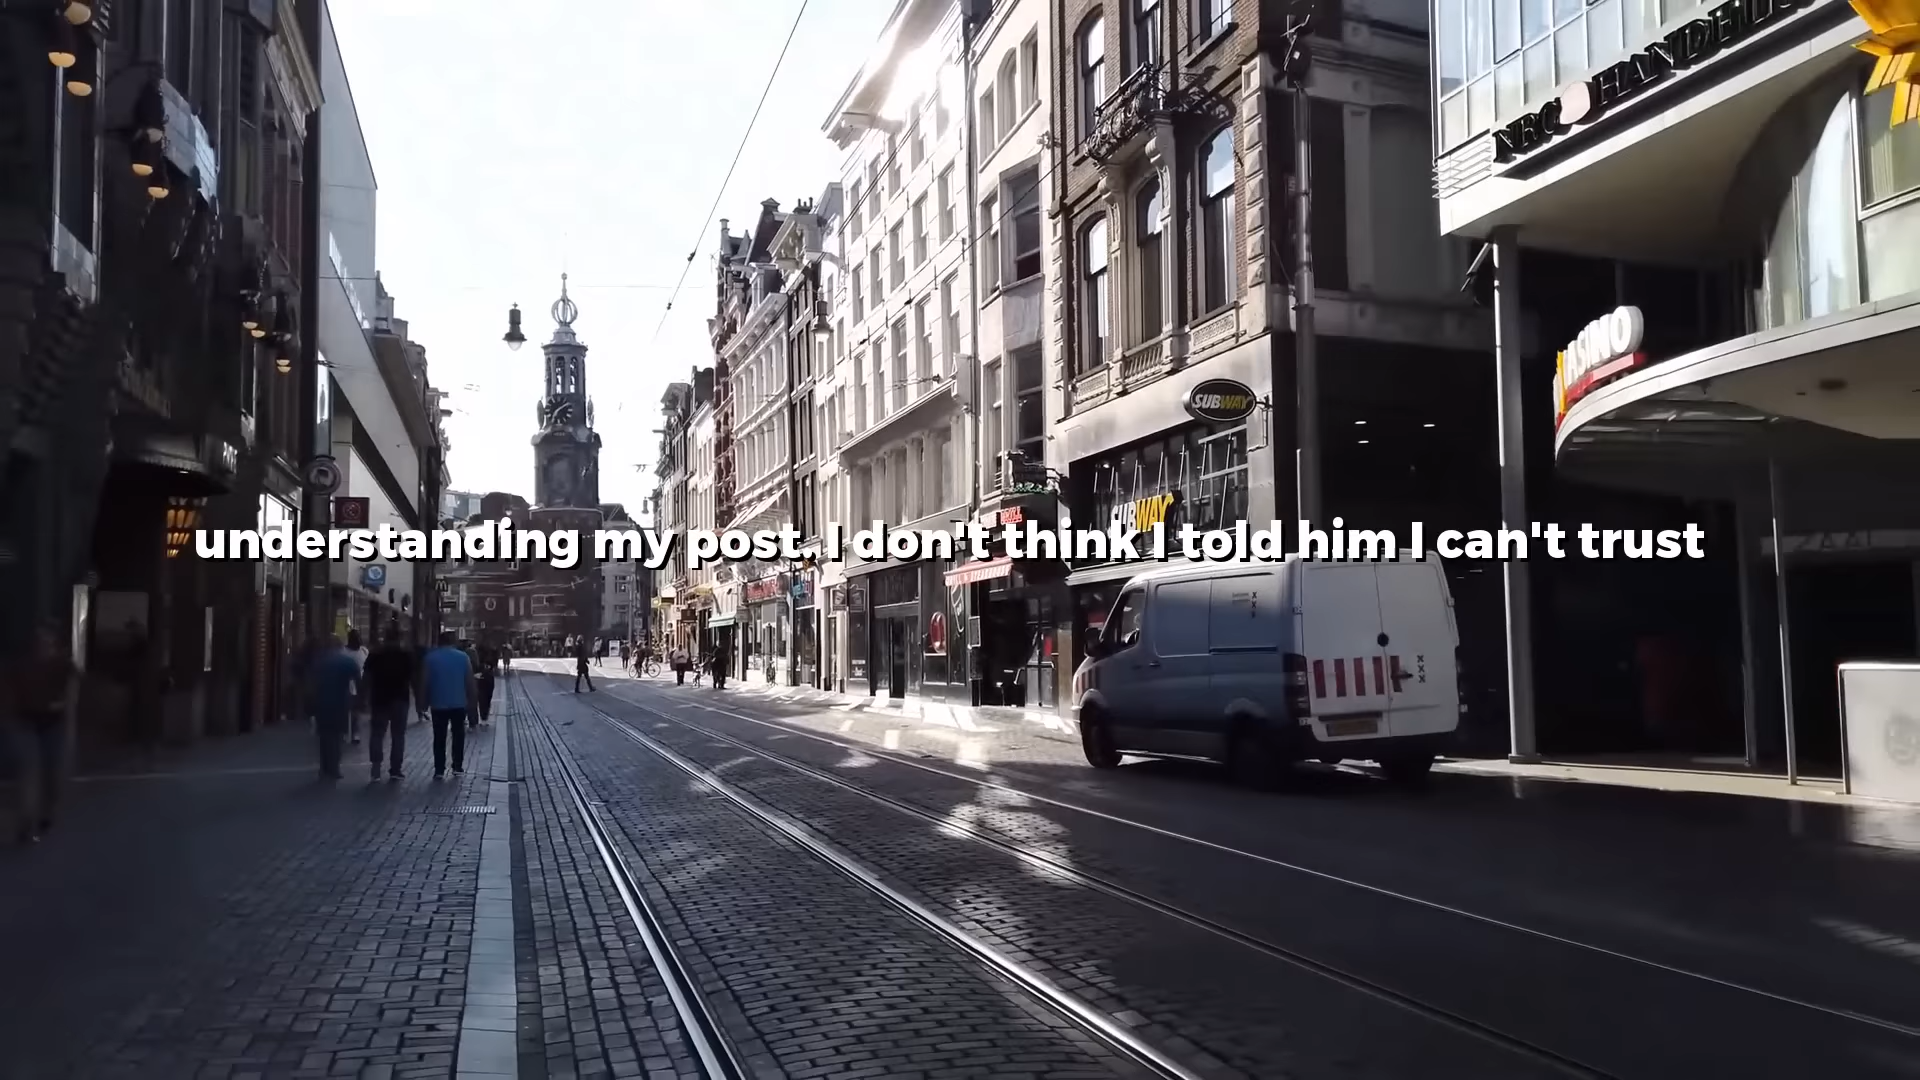 NRC HANDELS
CASINO
SUBWAY
SUBWAY
understanding my post. I don't think I told him I can't trust